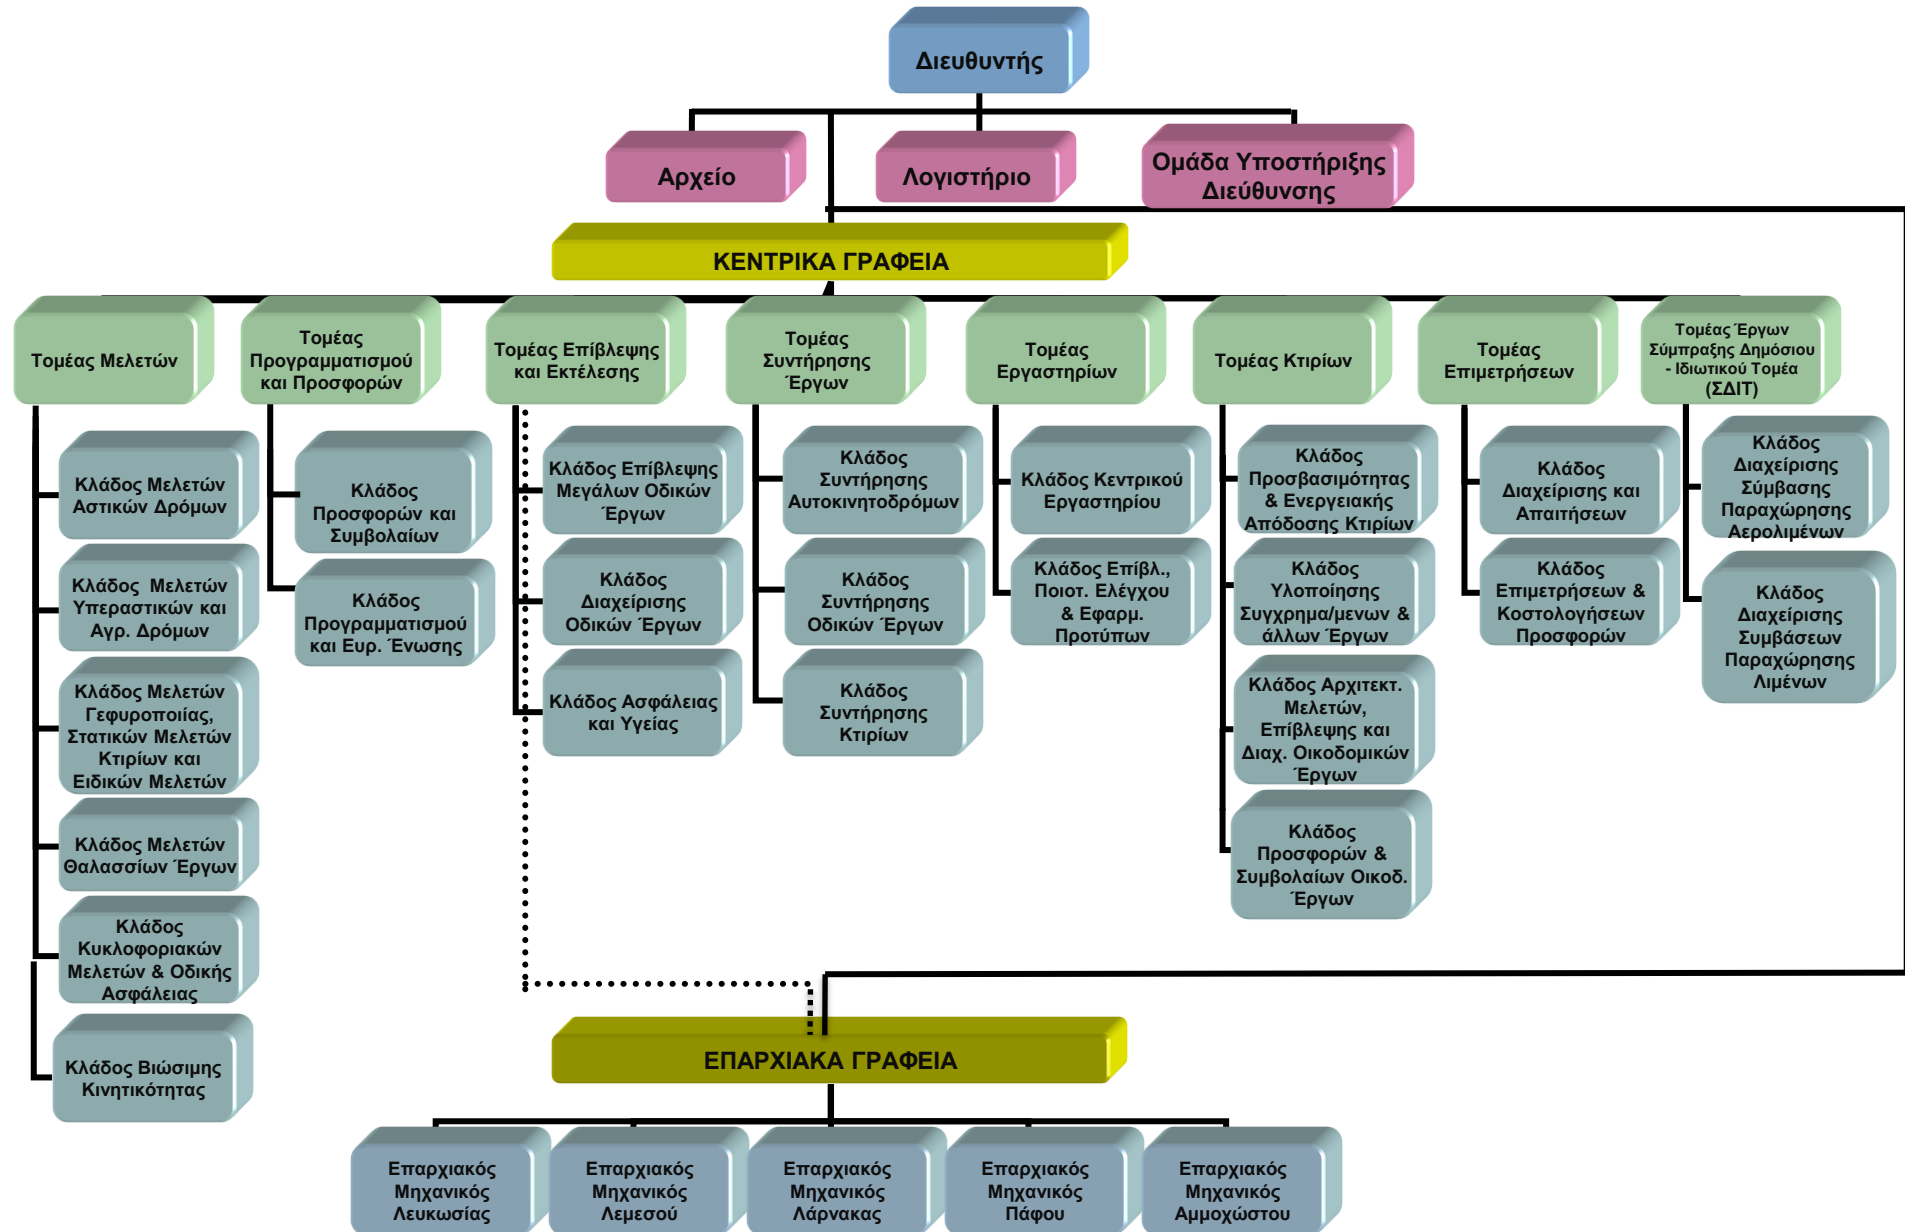 Διευθυντής
Αρχείο
Λογιστήριο
Ομάδα Υποστήριξης
Διεύθυνσης
ΚΕΝΤΡΙΚΑ ΓΡΑΦΕΙΑ
Τομέας Μελετών
Τομέας
Προγραμματισμού
και Προσφορών
Τομέας Επίβλεψης
και Εκτέλεσης
Τομέας
Συντήρησης
Έργων
Τομέας
Εργαστηρίων
Τομέας Κτιρίων
Τομέας
Επιμετρήσεων
Τομέας Έργων
Σύμπραξης Δημόσιου
- Ιδιωτικού Τομέα
(ΣΔΙΤ)
Κλάδος Μελετών
Αστικών Δρόμων
Κλάδος  Μελετών
Υπεραστικών και
Αγρ. Δρόμων
Κλάδος Μελετών
Γεφυροποιίας,
Στατικών Μελετών
Κτιρίων και
Ειδικών Μελετών
Κλάδος Μελετών
Θαλασσίων Έργων
Κλάδος
Κυκλοφοριακών
Μελετών & Οδικής
Ασφάλειας
Κλάδος Βιώσιμης
Κινητικότητας
Κλάδος
Προσφορών και
Συμβολαίων
Κλάδος
Προγραμματισμού
και Ευρ. Ένωσης
Κλάδος Επίβλεψης
Μεγάλων Οδικών
Έργων
Κλάδος
Διαχείρισης
Οδικών Έργων
Κλάδος Ασφάλειας
και Υγείας
Κλάδος
Συντήρησης
Αυτοκινητοδρόμων
Κλάδος
Συντήρησης
Οδικών Έργων
Κλάδος
Συντήρησης
Κτιρίων
Κλάδος Κεντρικού
Εργαστηρίου
Κλάδος Επίβλ.,
Ποιοτ. Ελέγχου
& Εφαρμ.
Προτύπων
Κλάδος
Προσβασιμότητας
& Ενεργειακής
Απόδοσης Κτιρίων
Κλάδος
Υλοποίησης
Συγχρημα/μενων &
άλλων Έργων
Κλάδος Αρχιτεκτ.
Μελετών,
Επίβλεψης και
Διαχ. Οικοδομικών
Έργων
Κλάδος
Προσφορών &
Συμβολαίων Οικοδ.
Έργων
Κλάδος
Διαχείρισης και
Απαιτήσεων
Κλάδος
Επιμετρήσεων &
Κοστολογήσεων
Προσφορών
Κλάδος
Διαχείρισης
Σύμβασης
Παραχώρησης
Αερολιμένων
Κλάδος
Διαχείρισης
Συμβάσεων
Παραχώρησης
Λιμένων
ΕΠΑΡΧΙΑΚΑ ΓΡΑΦΕΙΑ
Επαρχιακός
Μηχανικός
Λευκωσίας
Επαρχιακός
Μηχανικός
Λεμεσού
Επαρχιακός
Μηχανικός
Λάρνακας
Επαρχιακός
Μηχανικός
Πάφου
Επαρχιακός
Μηχανικός
Αμμοχώστου